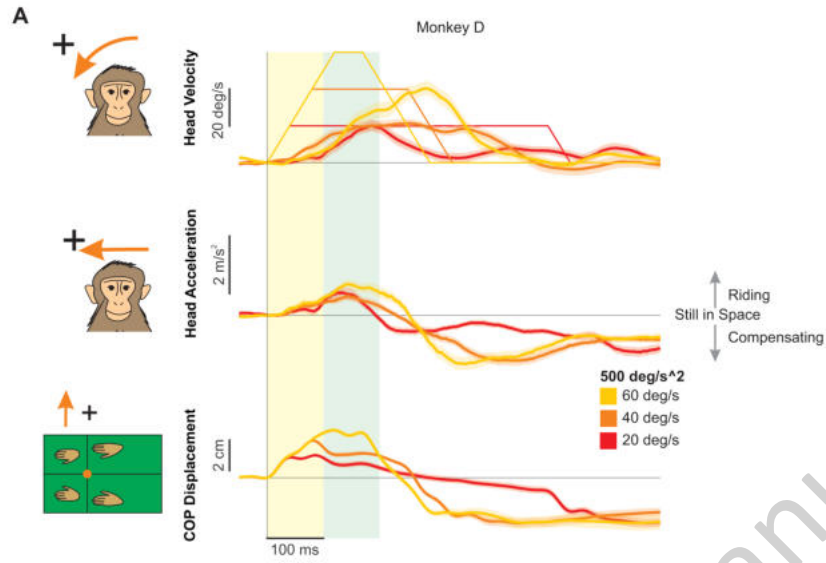 A
Monkey D
+
Head Velocity
20 deg/s
+
Head Acceleration
2 m/s²
Riding
Still in Space
Compensating
500 deg/s^2
60 deg/s
40 deg/s
20 deg/s
+
COP Displacement
2 cm
100 ms